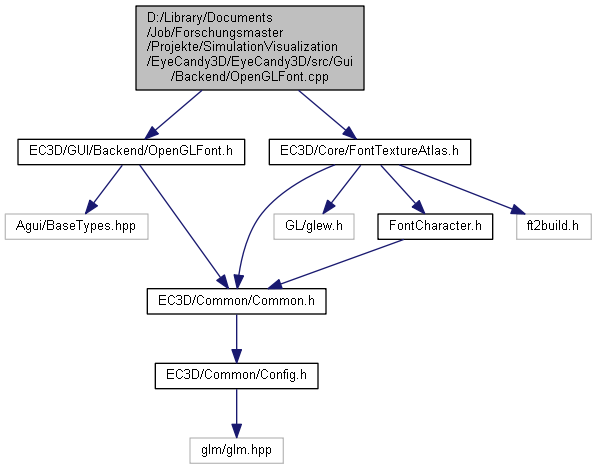 D:/Library/Documents
/Job/Forschungsmaster
/Projekte/SimulationVisualization
/EyeCandy3D/EyeCandy3D/src/Gui
/Backend/OpenGLFont.cpp
EC3D/GUI/Backend/OpenGLFont.h
EC3D/Core/FontTextureAtlas.h
Agui/BaseTypes.hpp
GL/glew.h
FontCharacter.h
ft2build.h
EC3D/Common/Common.h
EC3D/Common/Config.h
glm/glm.hpp